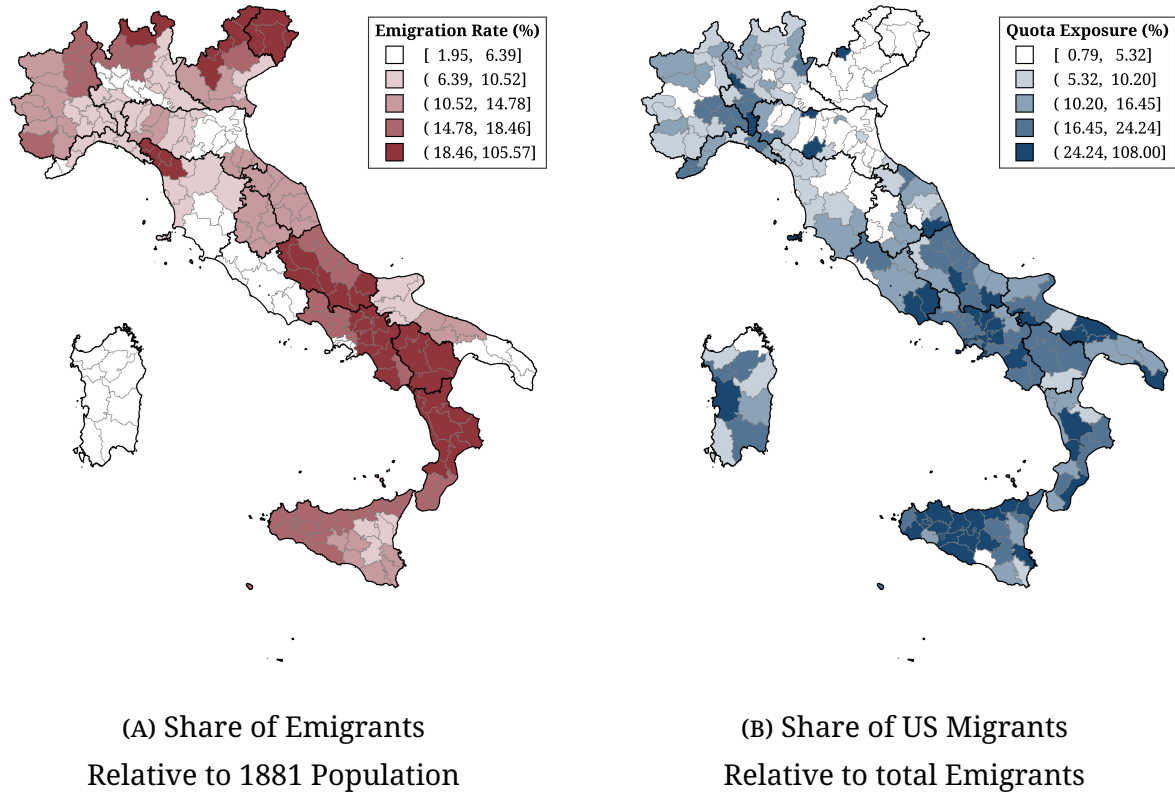 Emigration Rate (%)
[ 1.95, 6.39]
( 6.39, 10.52]
( 10.52, 14.78]
( 14.78, 18.46]
( 18.46, 105.57]
Quota Exposure (%)
[ 0.79, 5.32]
( 5.32, 10.20]
( 10.20, 16.45]
( 16.45, 24.24]
( 24.24, 108.00]
(A) Share of Emigrants
Relative to 1881 Population
(B) Share of US Migrants
Relative to total Emigrants